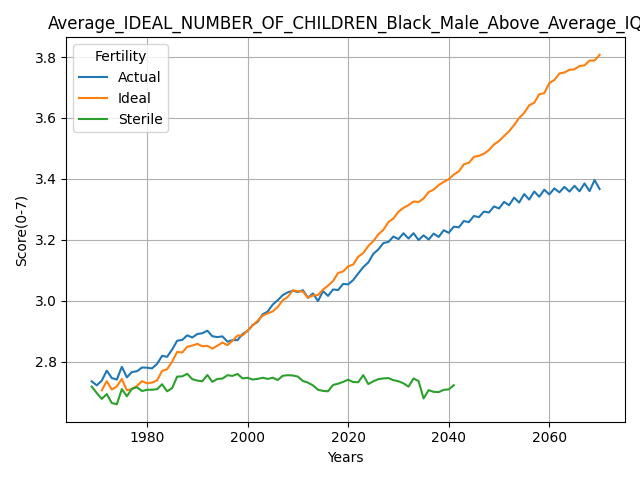 Average_IDEAL_NUMBER_OF_CHILDREN_Black_Male_Above_Average_IQ
Fertility
Actual
Ideal
Sterile
Score(0-7)
3.8
3.6
3.4
3.2
3.0
2.8
1980
2000
2020
2040
2060
Years